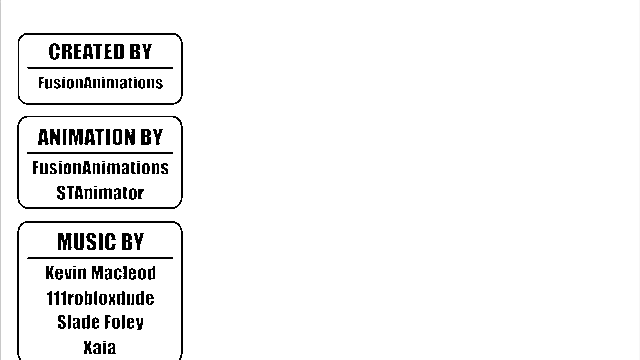 CREATED BY
FusionAnimations
ANIMATION BY
FusionAnimations
STAnimator
MUSIC BY
Kevin Macleod
111robloxdude
Slade Foley
Xaia